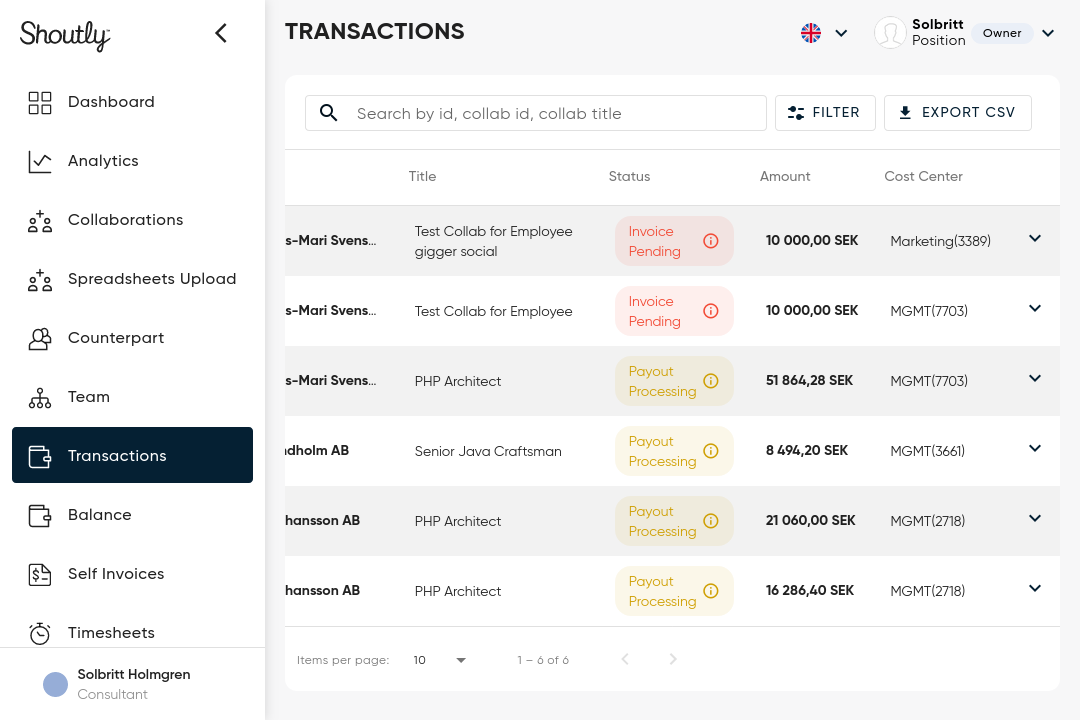 Shoutly
Dashboard
Analytics
Collaborations
Spreadsheets Upload
Counterpart
Team
Transactions
Balance
Self Invoices
Timesheets
Solbritt Holmgren
Consultant
TRANSACTIONS
Solbritt
Position
Owner
Search by id, collab id, collab title
FILTER
EXPORT CSV
Title Status Amount Cost Center
s-Mari Svens...
Test Collab for Employee
gigger social
Invoice
Pending
10 000,00 SEK
Marketing(3389)
s-Mari Svens...
Test Collab for Employee
Invoice
Pending
10 000,00 SEK
MGMT(7703)
s-Mari Svens...
PHP Architect
Payout
Processing
51 864,28 SEK
MGMT(7703)
ndholm AB
Senior Java Craftsman
Payout
Processing
8 494,20 SEK
MGMT(3661)
hansson AB
PHP Architect
Payout
Processing
21 060,00 SEK
MGMT(2718)
hansson AB
PHP Architect
Payout
Processing
16 286,40 SEK
MGMT(2718)
Items per page: 10 1 – 6 of 6